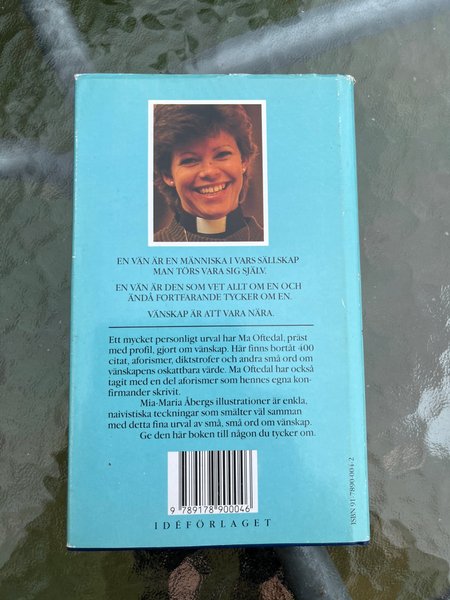 EN VÄN ÄR EN MÄNNISKA I VARS SÄLLSKAP
MAN TÖRS VARA SIG SJÄLV.
EN VÄN ÄR DEN SOM VET ALLT OM EN OCH
ÄNDÅ FORTFARANDE TYCKER OM EN.
VÄNSKAP ÄR ATT VARA NÄRA.
Ett mycket personligt urval har Ma Oftedal, präst
med profil, gjort om vänskap. Här finns bortåt 400
citat, aforismer, diktstrofer och andra små ord om
vänskapens oskattbara värde. Ma Oftedal har också
tagit med en del aforismer som hennes egna kon-
firmander skrivit.
Mia-Maria Åbergs illustrationer är enkla,
naivistiska teckningar som smälter väl samman
med detta fina urval av små, små ord om vänskap.
Ge den här boken till någon du tycker om.
9 789178 900046
IDÉFÖRLAGET
ISBN 91-7890-004-2